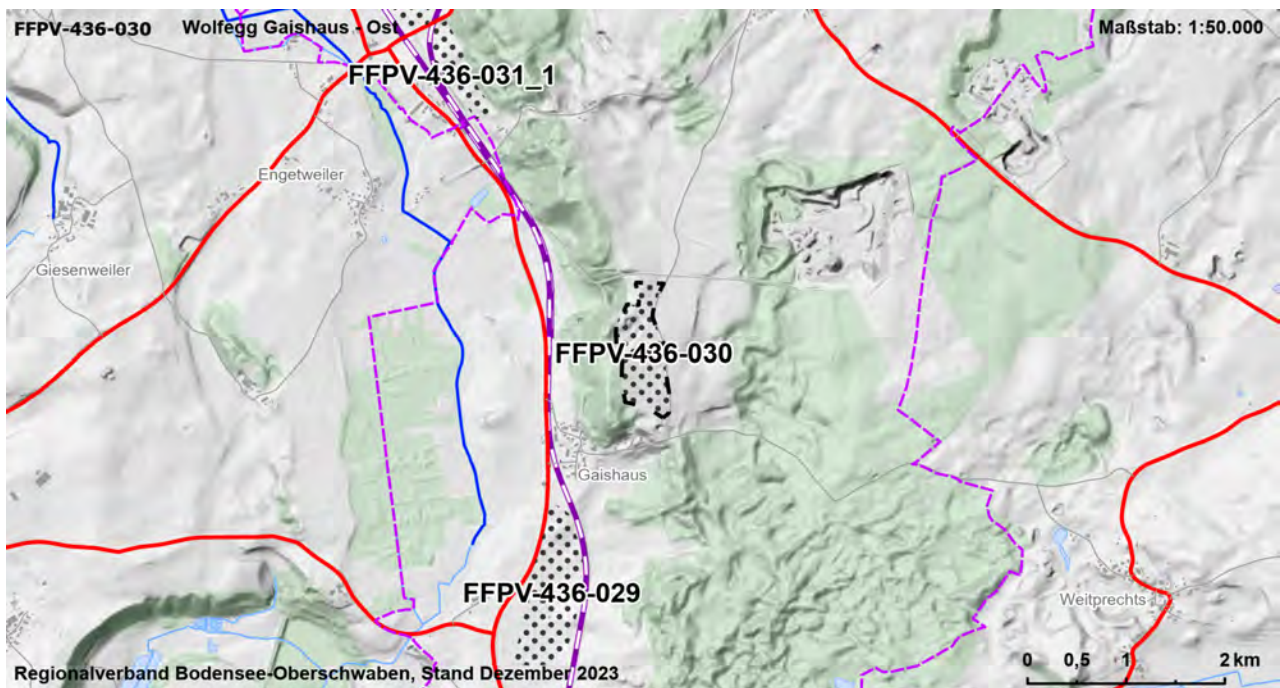 FFPV-436-030 Wolfegg Gaishaus - Ost Maßstab: 1:50.000
FFPV-436-031_1
Engetweiler
Giesenweiler
FFPV-436-030
Gaishaus
FFPV-436-029
Weitprechts
Regionalverband Bodensee-Oberschwaben, Stand Dezember 2023
0 0,5 1 2 km